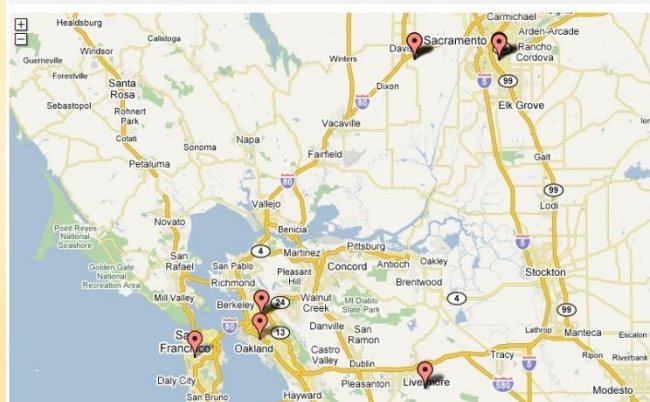 Healdsburg
Carmichael
Calistoga
Arden-Arcade
Windsor
Davis
Sacramento
Rancho Cordova
Guerneville
Winters
Forestville
Dixon
5
99
Santa Rosa
80
Sebastopol
Elk Grove
Rohnert Park
Vacaville
Cotati
Napa
Sonoma
Fairfield
Galt
Petaluma
80
99
Vallejo
Lodi
Novato
Benicia
Point Reyes National Seashore
5
4
Martinez
Pittsburg
San Rafael
San Pablo
Concord
Antioch
Oakley
Golden Gate National Recreation Area
Pleasant Hill
Stockton
Richmond
Brentwood
Mill Valley
Walnut Creek
Mt Diablo State Park
4
Berkeley
24
99
80
13
Danville
San Ramon
Lathrop
Manteca
Escalon
San Francisco
Oakland
Castro Valley
Tracy
5
Ripon
Riverbank
Dublin
Daly City
Pleasanton
Livermore
580
Modesto
San Bruno
Hayward